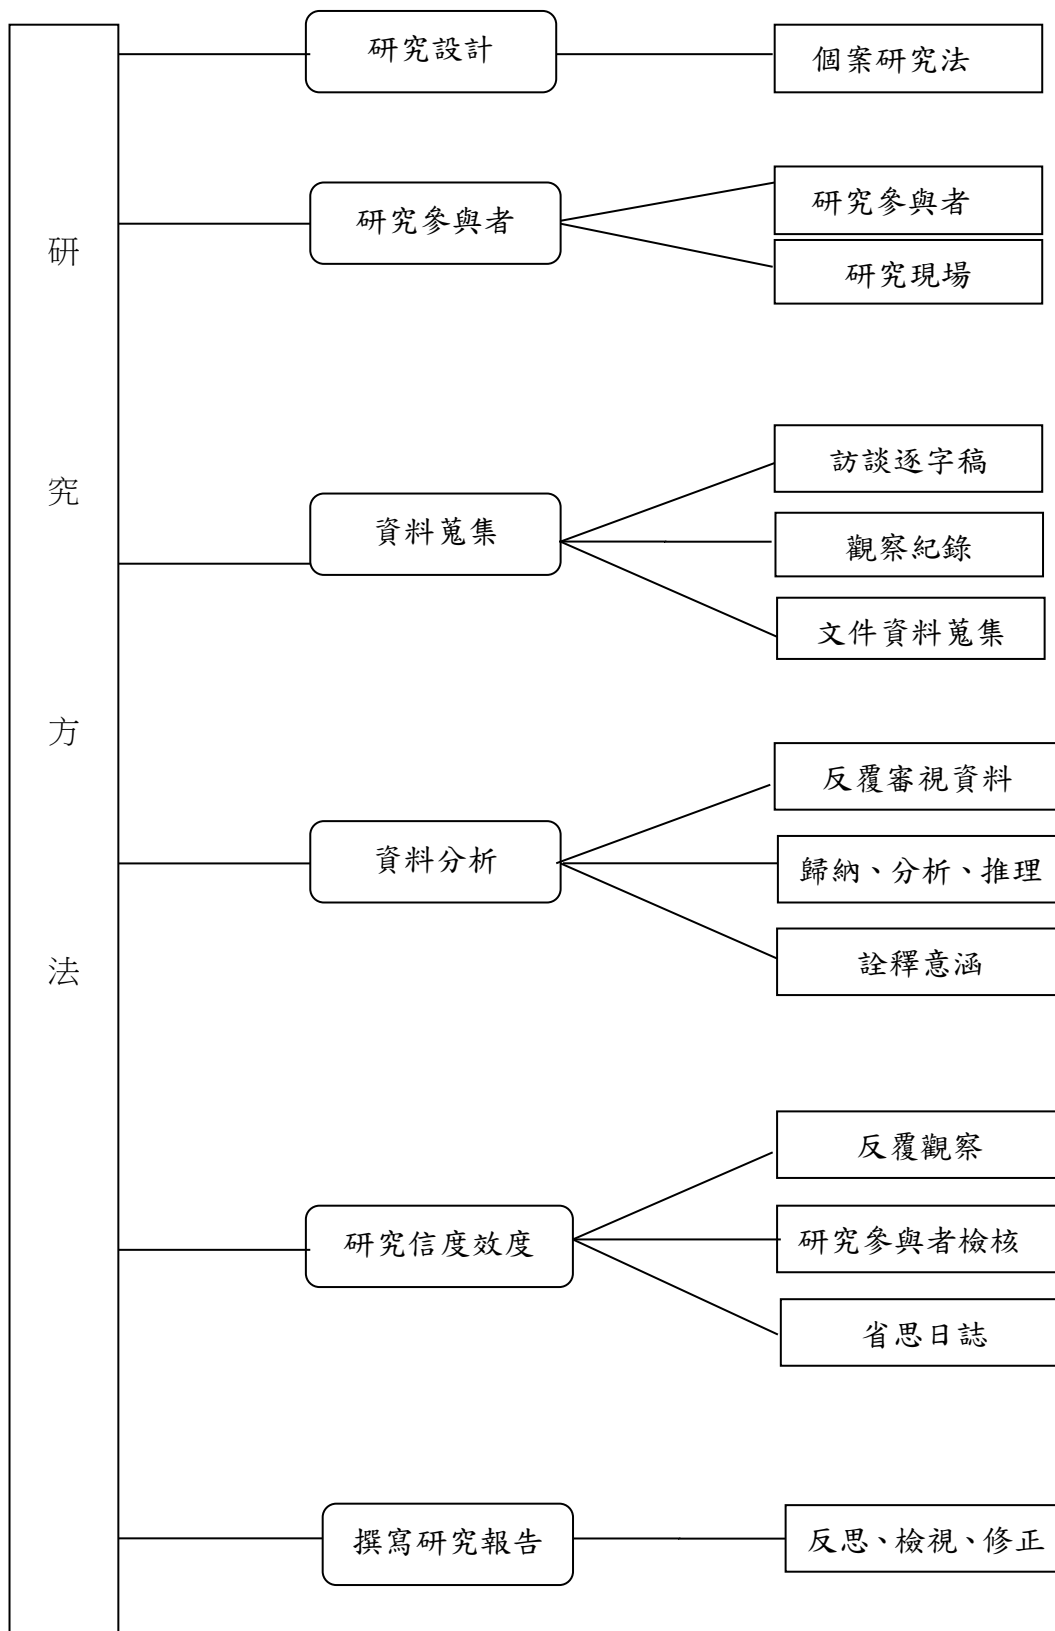 研究方法
研究設計
個案研究法
研究參與者
研究參與者
研究現場
資料蒐集
訪談逐字稿
觀察紀錄
文件資料蒐集
資料分析
反覆審視資料
歸納、分析、推理
詮釋意涵
研究信度效度
反覆觀察
研究參與者檢核
省思日誌
撰寫研究報告
反思、檢視、修正